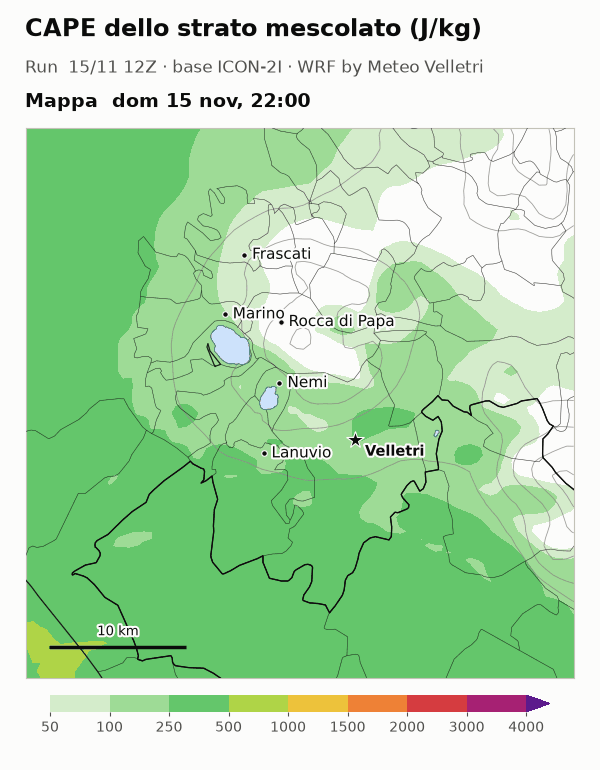 CAPE dello strato mescolato (J/kg)
Run  15/11 12Z · base ICON-2I · WRF by Meteo Velletri
Mappa  dom 15 nov, 22:00
Frascati
Marino
Rocca di Papa
Nemi
Velletri
Lanuvio
10 km
50 100 250 500 1000 1500 2000 3000 4000